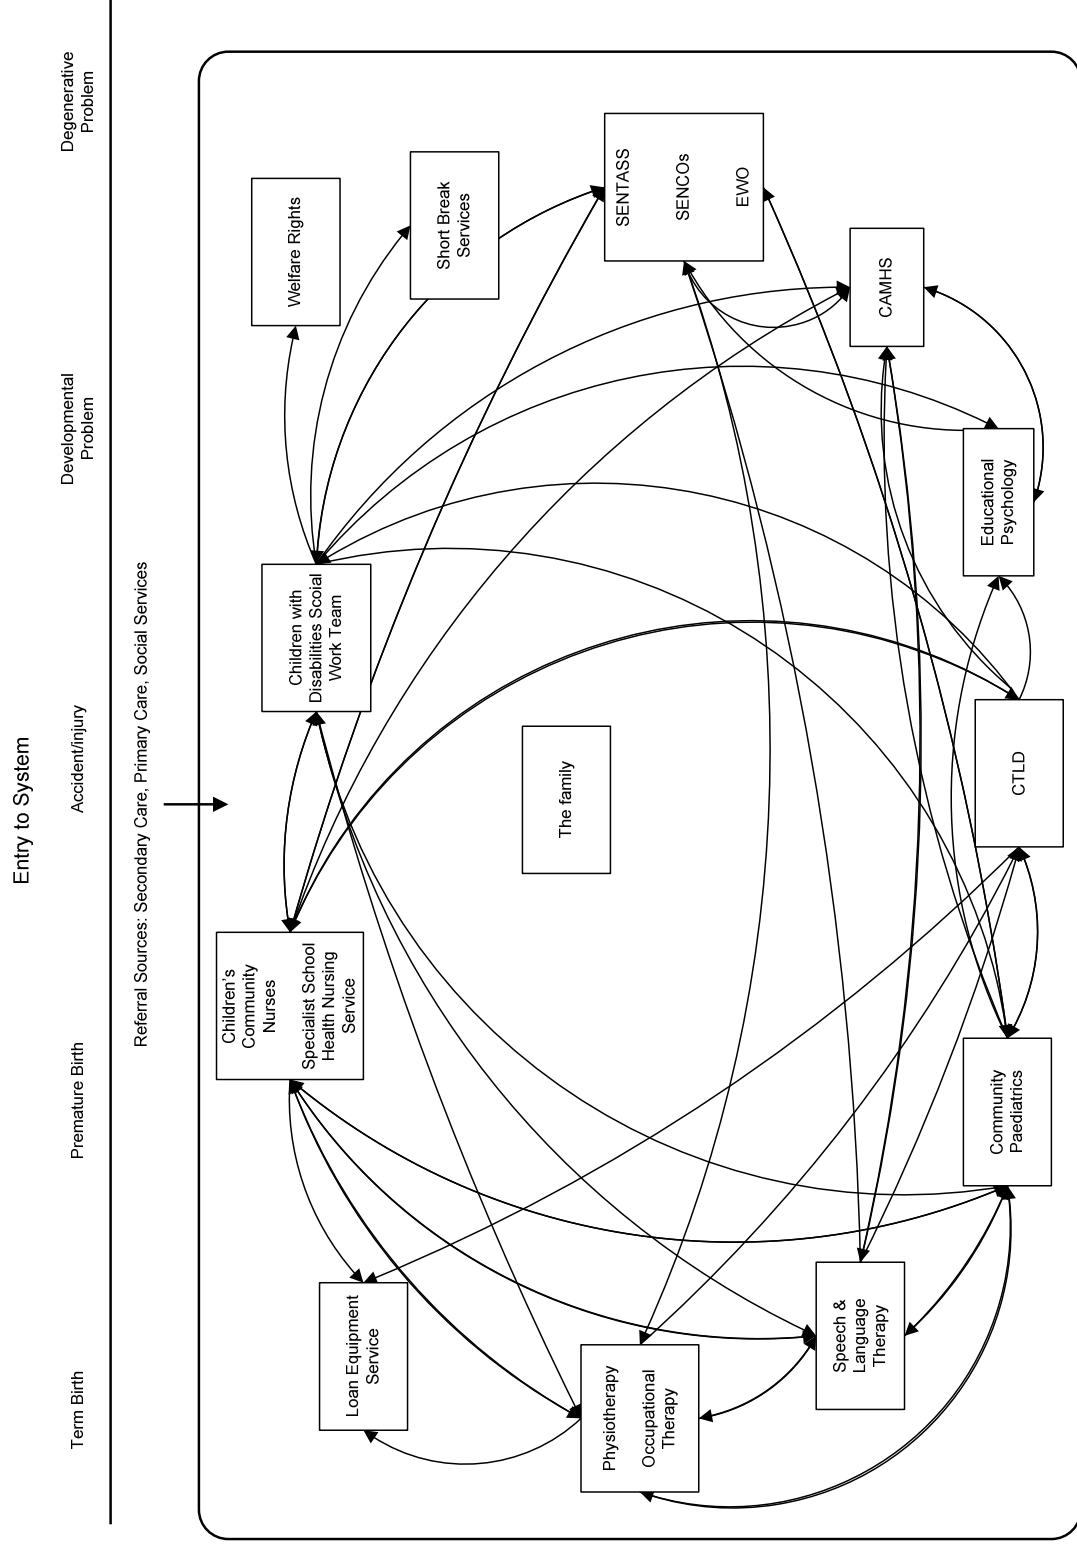 Entry to System
Term Birth
Premature Birth
Accident/injury
Developmental
Problem
Degenerative
Problem
Referral Sources: Secondary Care, Primary Care, Social Services
Children's
Community
Nurses
Specialist School
Health Nursing
Service
Children with
Disabilities Scoial
Work Team
Welfare Rights
Short Break
Services
Loan Equipment
Service
The family
SENTASS
SENCOs
EWO
Physiotherapy
Occupational
Therapy
Speech &
Language
Therapy
CAMHS
Community
Paediatrics
CTLD
Educational
Psychology